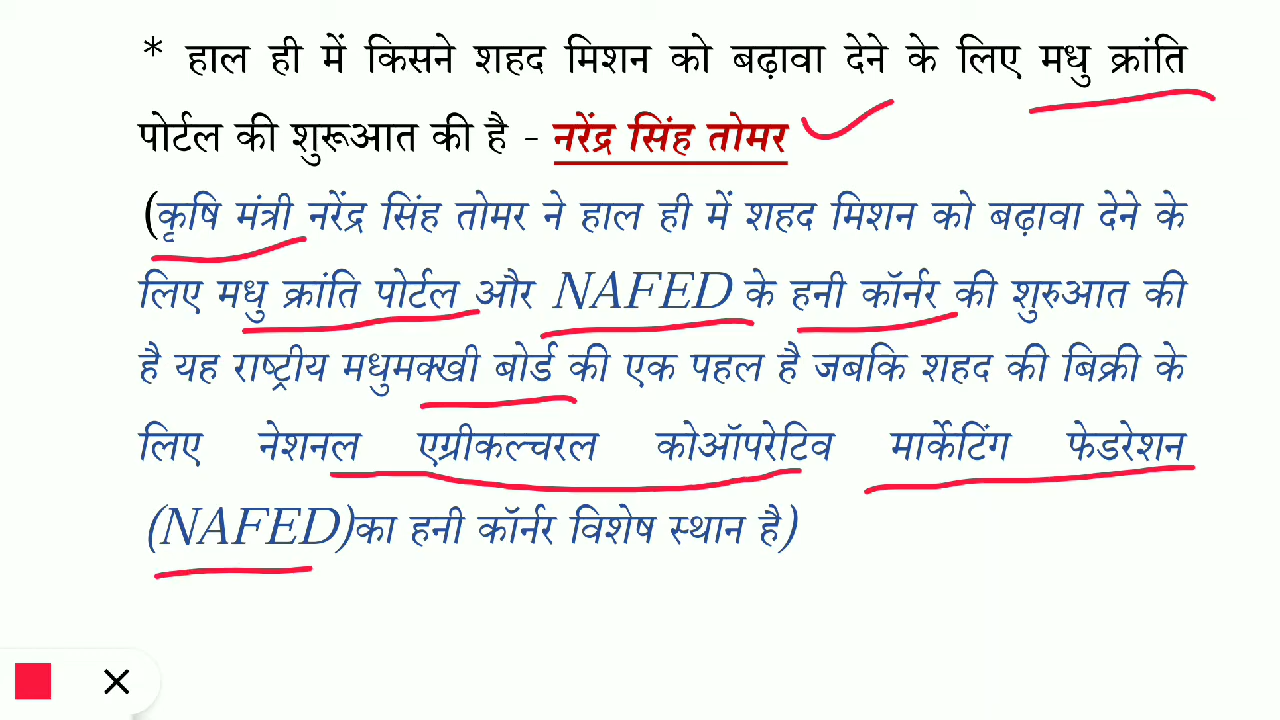 * हाल ही में किसने शहद मिशन को बढ़ावा देने के लिए मधु क्रांति
पोर्टल की शुरूआत की है - नरेंद्र सिंह तोमर
(कृषि मंत्री नरेंद्र सिंह तोमर ने हाल ही में शहद मिशन को बढ़ावा देने के
लिए मधु क्रांति पोर्टल और NAFED के हनी कॉर्नर की शुरुआत की
है यह राष्ट्रीय मधुमक्खी बोर्ड की एक पहल है जबकि शहद की बिक्री के
लिए नेशनल एग्रीकल्चरल कोऑपरेटिव मार्केटिंग फेडरेशन
(NAFED)का हनी कॉर्नर विशेष स्थान है)